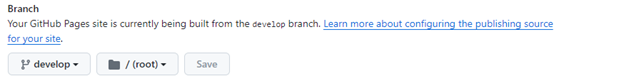 Branch
Your GitHub Pages site is currently being built from the develop branch. Learn more about configuring the publishing source
for your site.
develop / (root) Save